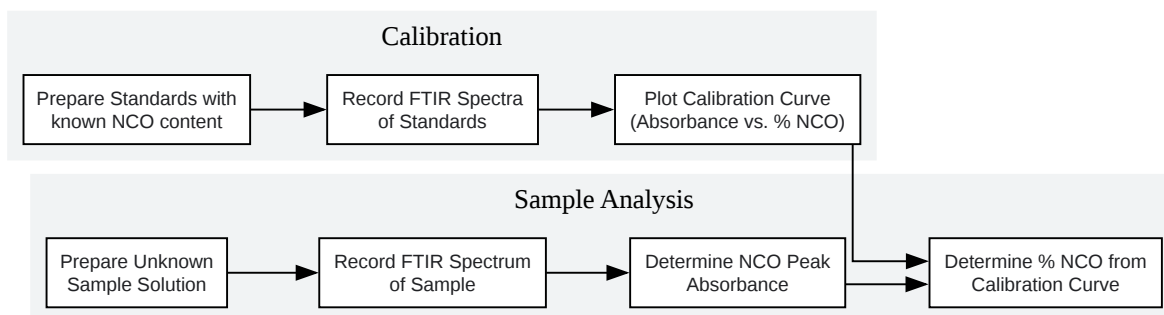 Calibration
Prepare Standards with
known NCO content
Record FTIR Spectra
of Standards
Plot Calibration Curve
(Absorbance vs. % NCO)
Sample Analysis
Prepare Unknown
Sample Solution
Record FTIR Spectrum
of Sample
Determine NCO Peak
Absorbance
Determine % NCO from
Calibration Curve